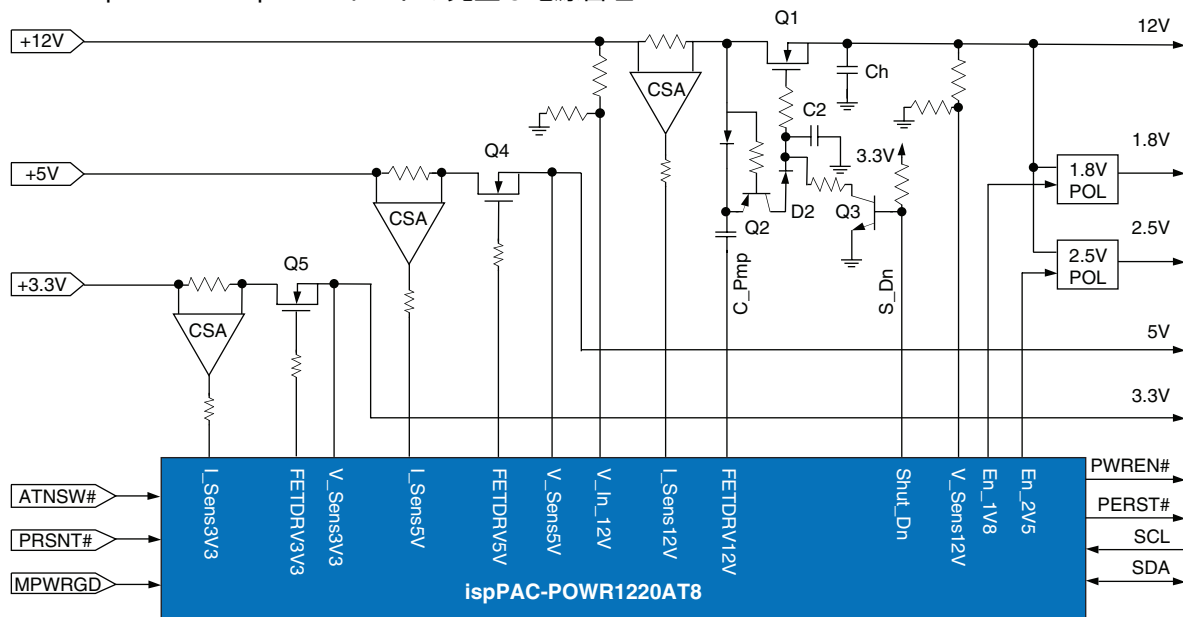 Q1
12V
+12V
CSA
Ch
C2
3.3V
1.8V
1.8V
POL
Q4
+5V
CSA
Q2
D2
Q3
2.5V
2.5V
POL
Q5
+3.3V
CSA
C_Pmp
S_Dn
5V
3.3V
I_Sens3V3
FETDRV3V3
V_Sens3V3
I_Sens5V
FETDRV5V
V_Sens5V
V_In_12V
I_Sens12V
FETDRV12V
Shut_Dn
V_Sens12V
En_1V8
En_2V5
ATNSW#
PRSNT#
MPWRGD
PWREN#
PERST#
SCL
SDA
ispPAC-POWR1220AT8